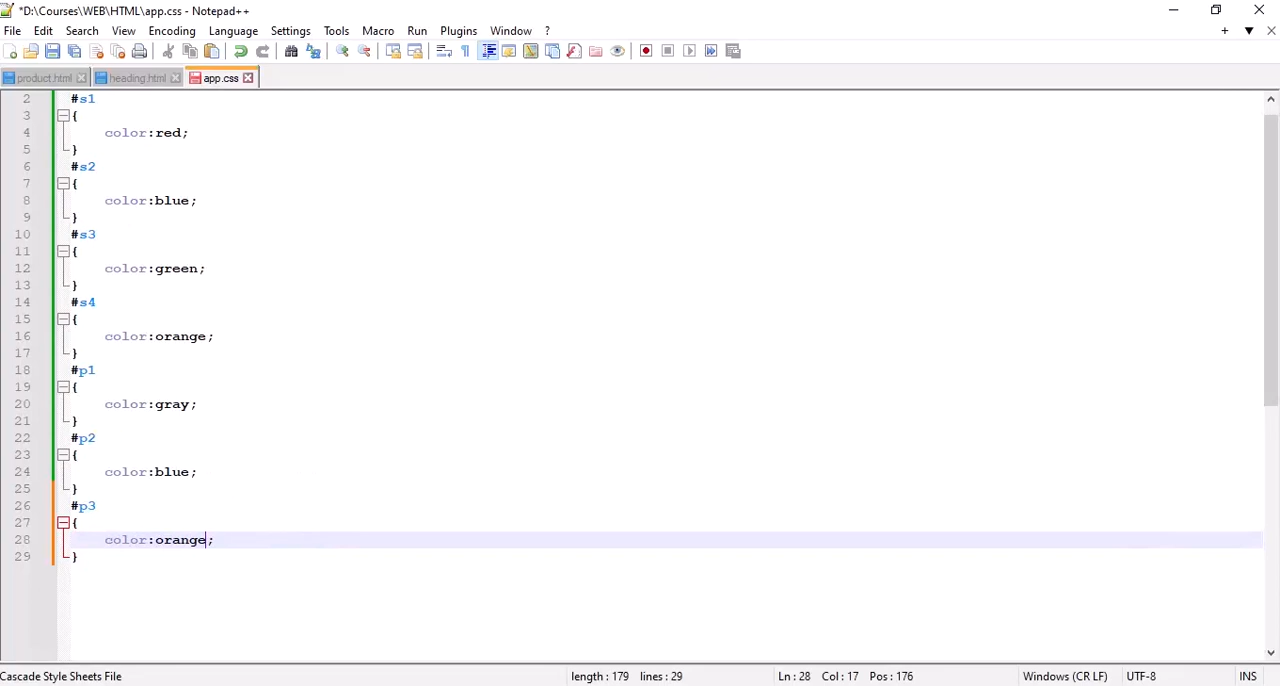 *D:\Courses\WEB\HTML\app.css - Notepad++
File Edit Search View Encoding Language Settings Tools Macro Run Plugins Window ?
product.html heading.html app.css
2 #s1
3 {
4 color:red;
5 }
6 #s2
7 {
8 color:blue;
9 }
10 #s3
11 {
12 color:green;
13 }
14 #s4
15 {
16 color:orange;
17 }
18 #p1
19 {
20 color:gray;
21 }
22 #p2
23 {
24 color:blue;
25 }
26 #p3
27 {
28 color:orange;
29 }
Cascade Style Sheets File length : 179 lines : 29 Ln : 28 Col : 17 Pos : 176 Windows (CR LF) UTF-8 INS